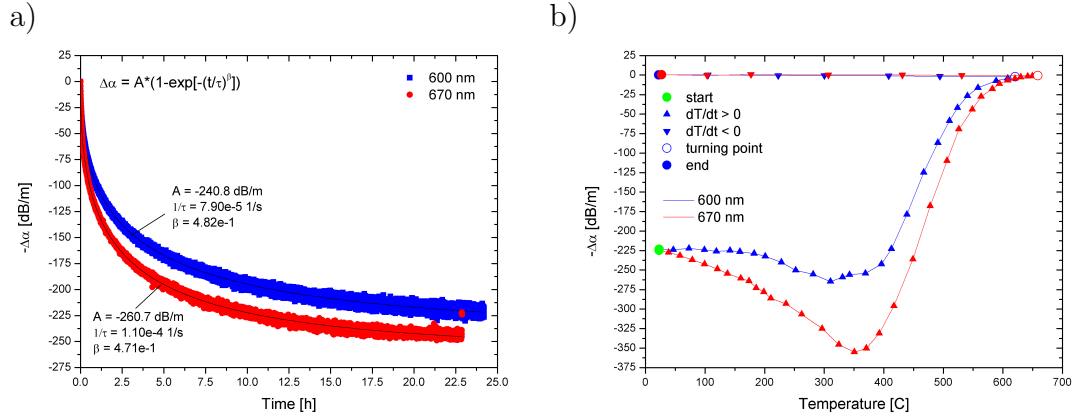 a)
25
0
-25
-50
-75
-100
-125
-150
-175
-200
-225
-250
-275
-Δα [dB/m]
Δα = A*(1-exp[-(t/τ)^β])
600 nm
670 nm
A = -240.8 dB/m
1/τ = 7.90e-5 1/s
β = 4.82e-1
A = -260.7 dB/m
1/τ = 1.10e-4 1/s
β = 4.71e-1
0.0 2.5 5.0 7.5 10.0 12.5 15.0 17.5 20.0 22.5 25.0
Time [h]
b)
25
0
-25
-50
-75
-100
-125
-150
-175
-200
-225
-250
-275
-300
-325
-350
-375
-Δα [dB/m]
start
dT/dt > 0
dT/dt < 0
turning point
end
600 nm
670 nm
0 100 200 300 400 500 600 700
Temperature [C]